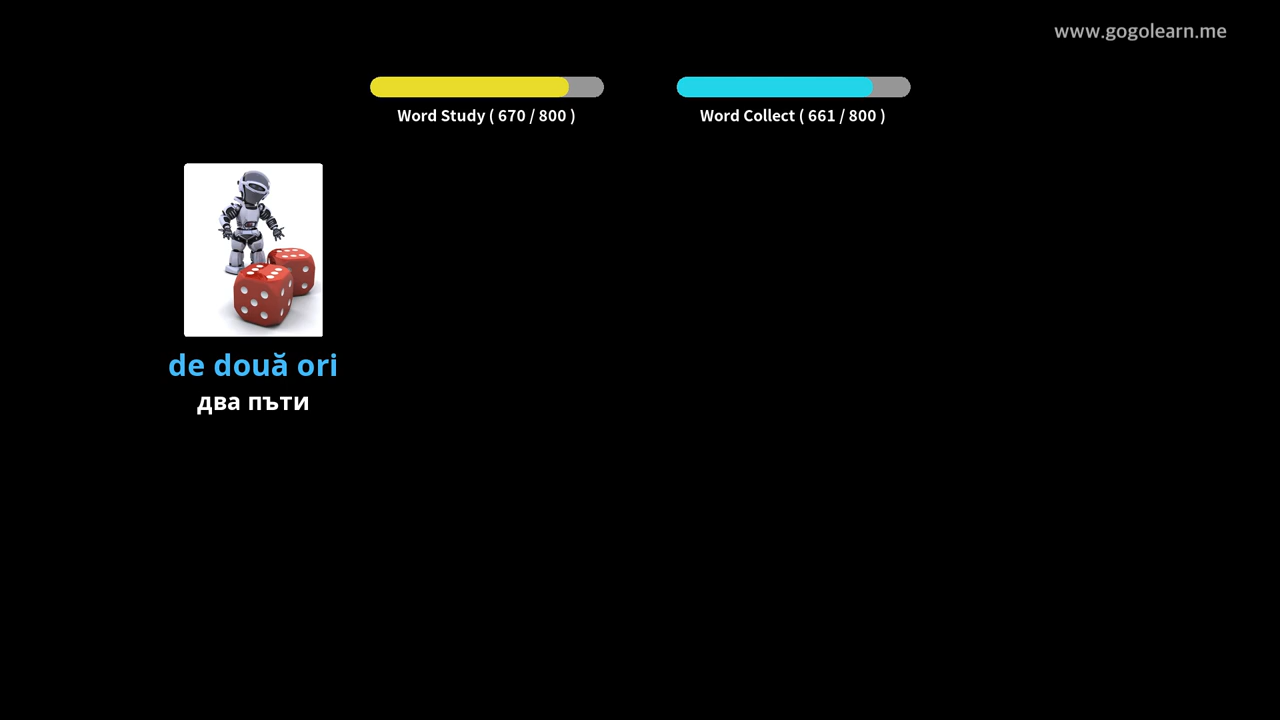 www.gogolearn.me
Word Study ( 670 / 800 )
Word Collect ( 661 / 800 )
de două ori
два пъти